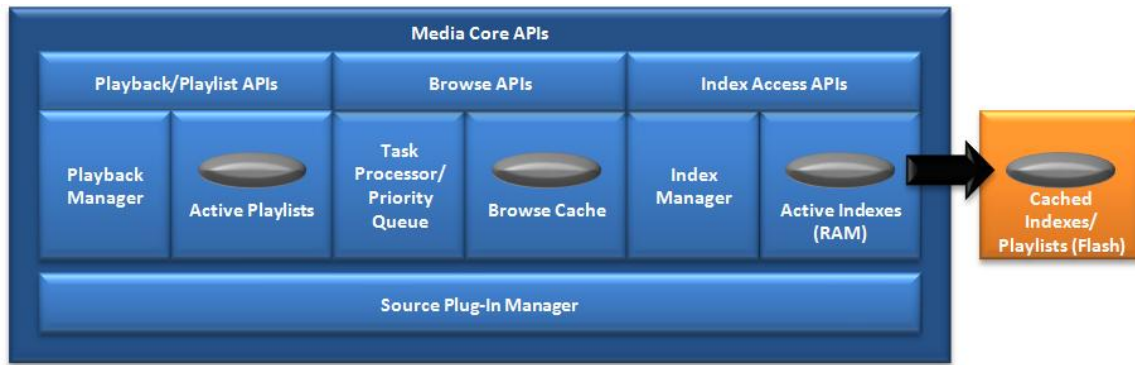 Media Core APIs
Playback/Playlist APIs
Browse APIs
Index Access APIs
Playback
Manager
Active Playlists
Task
Processor/
Priority
Queue
Browse Cache
Index
Manager
Active Indexes
(RAM)
Cached
Indexes/
Playlists (Flash)
Source Plug-In Manager